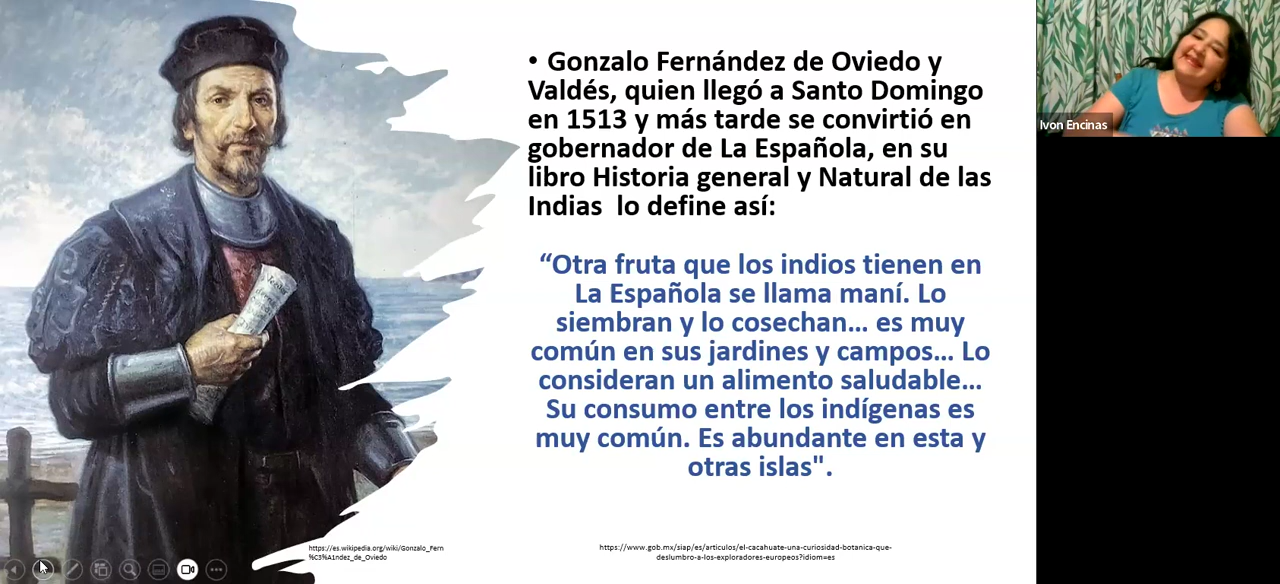 • Gonzalo Fernández de Oviedo y
Valdés, quien llegó a Santo Domingo
en 1513 y más tarde se convirtió en
gobernador de La Española, en su
libro Historia general y Natural de las
Indias  lo define así:
“Otra fruta que los indios tienen en
La Española se llama maní. Lo
siembran y lo cosechan... es muy
común en sus jardines y campos... Lo
consideran un alimento saludable...
Su consumo entre los indígenas es
muy común. Es abundante en esta y
otras islas".
https://es.wikipedia.org/wiki/Gonzalo_Fern
%C3%A1ndez_de_Oviedo
https://www.gob.mx/siap/es/articulos/el-cacahuate-una-curiosidad-botanica-que-
deslumbro-a-los-exploradores-europeos?idiom=es
Ivon Encinas